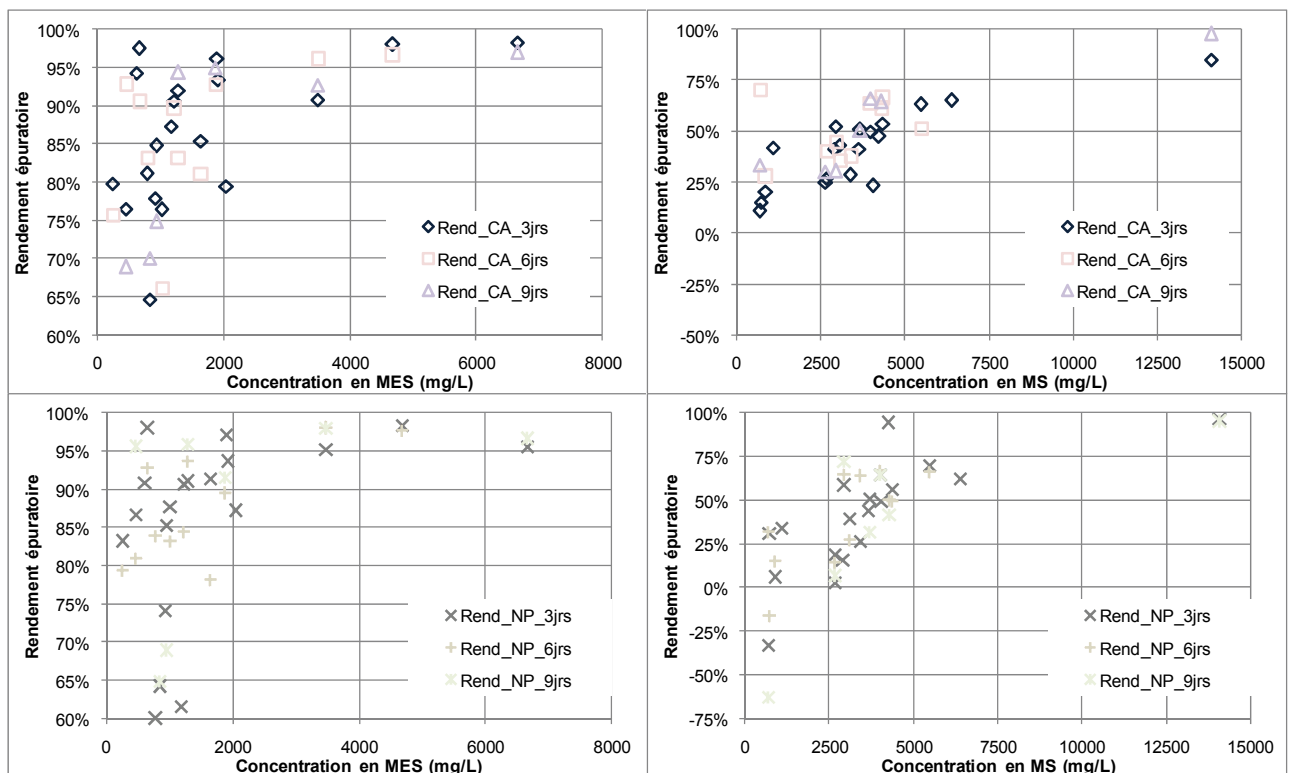 100%
95%
90%
85%
80%
75%
70%
65%
60%
Rendement épuratoire
Rend_CA_3jrs
Rend_CA_6jrs
Rend_CA_9jrs
0 2000 4000 6000 8000
Concentration en MES (mg/L)
100%
75%
50%
25%
0%
-25%
-50%
Rendement épuratoire
Rend_CA_3jrs
Rend_CA_6jrs
Rend_CA_9jrs
0 2500 5000 7500 10000 12500 15000
Concentration en MS (mg/L)
100%
95%
90%
85%
80%
75%
70%
65%
60%
Rendement épuratoire
Rend_NP_3jrs
Rend_NP_6jrs
Rend_NP_9jrs
0 2000 4000 6000 8000
Concentration en MES (mg/L)
100%
75%
50%
25%
0%
-25%
-50%
-75%
Rendement épuratoire
Rend_NP_3jrs
Rend_NP_6jrs
Rend_NP_9jrs
0 2500 5000 7500 10000 12500 15000
Concentration en MS (mg/L)